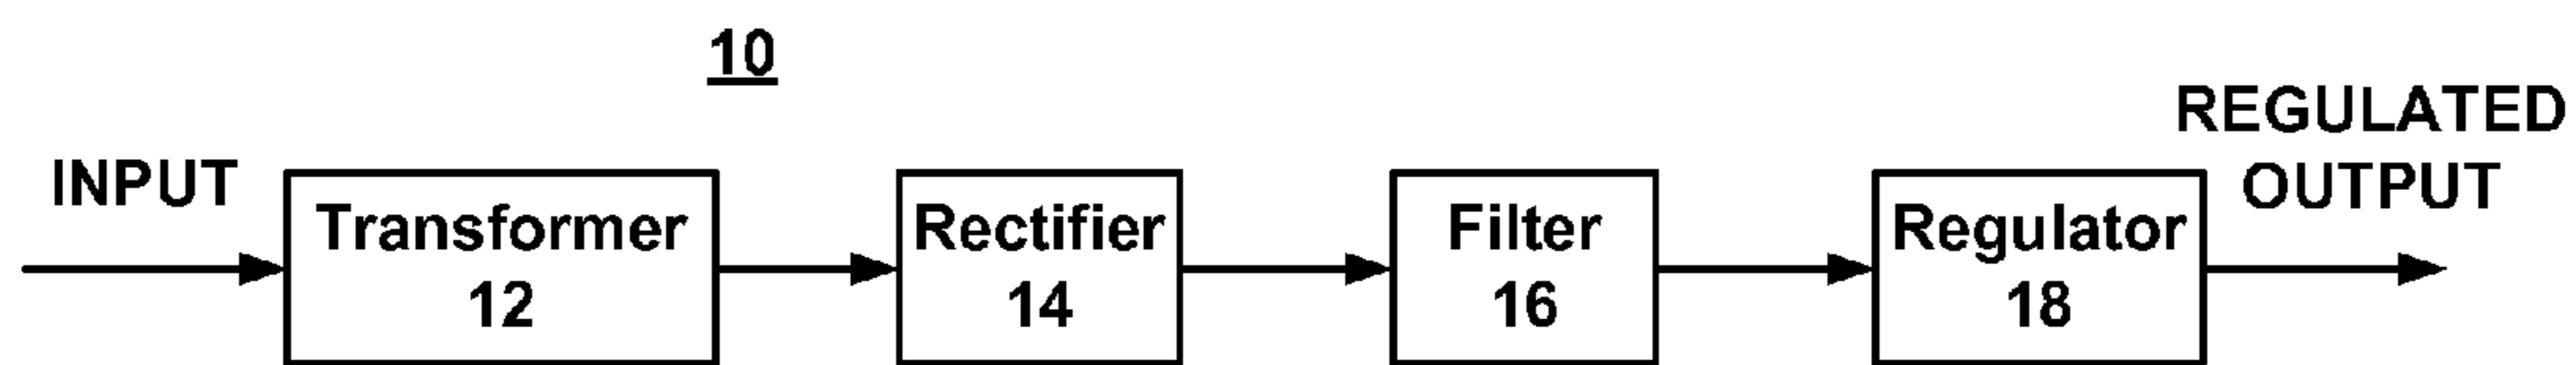 10
INPUT
Transformer
12
Rectifier
14
Filter
16
Regulator
18
REGULATED
OUTPUT